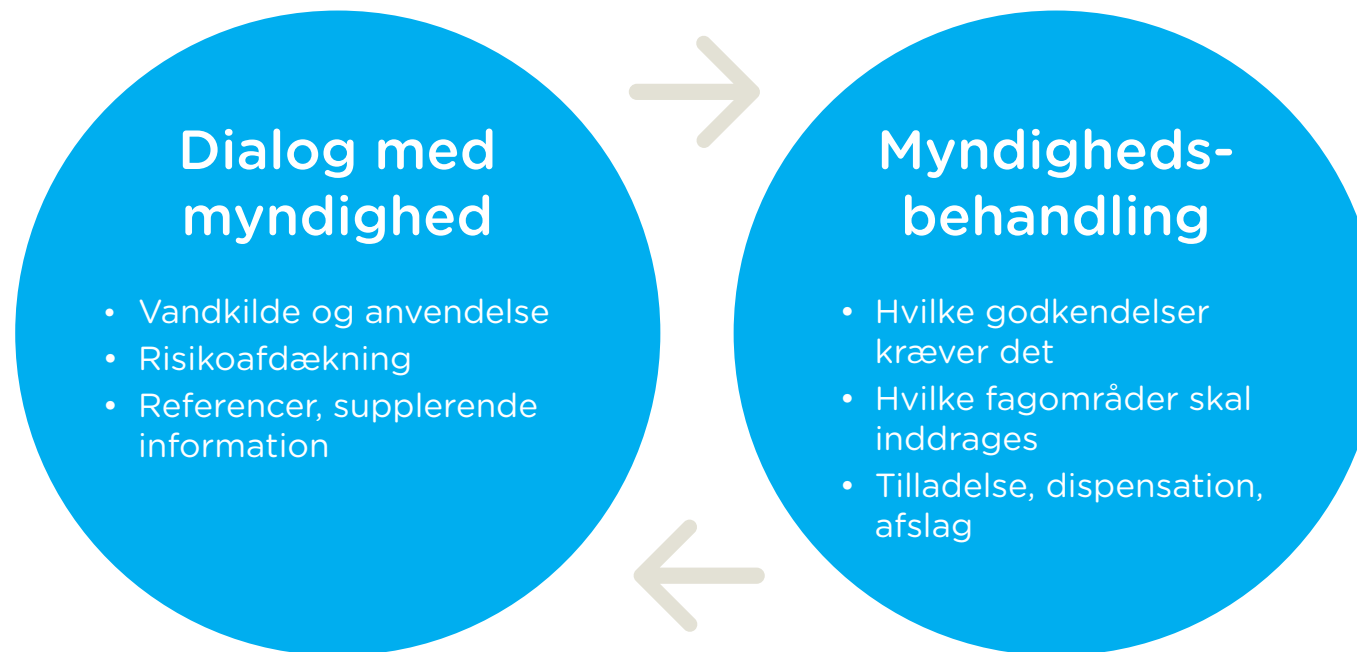 Dialog med
myndighed
• Vandkilde og anvendelse
• Risikoafdækning
• Referencer, supplerende
information
Myndigheds-
behandling
• Hvilke godkendelser
kræver det
• Hvilke fagområder skal
inddrages
• Tilladelse, dispensation,
afslag